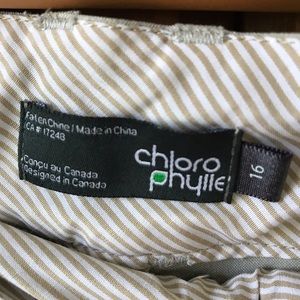 Fait en Chine / Made in China
CA # 17248
Conçu au Canada
Designed in Canada
chloro
phylle
16